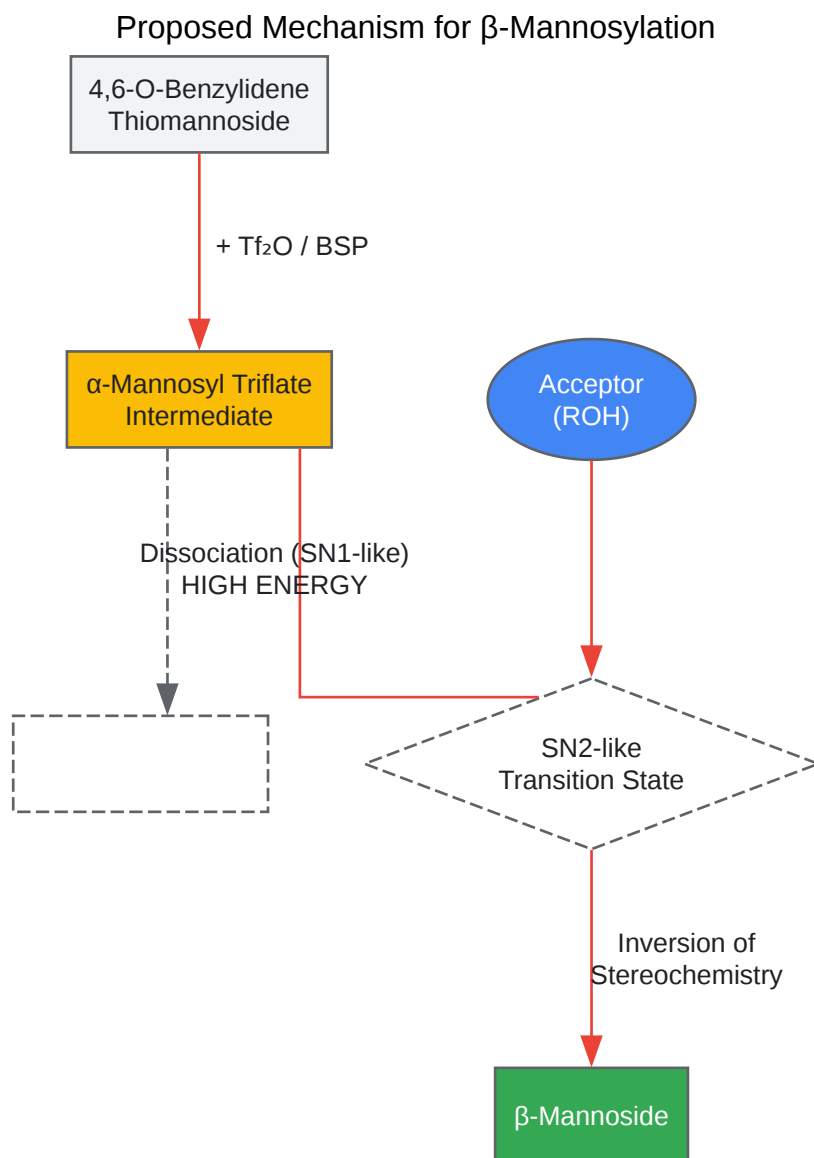 Proposed Mechanism for β-Mannosylation
4,6-O-Benzylidene
Thiomannoside
+ Tf₂O / BSP
α-Mannosyl Triflate
Intermediate
Acceptor
(ROH)
Dissociation (SN1-like)
HIGH ENERGY
SN2-like
Transition State
Inversion of
Stereochemistry
β-Mannoside